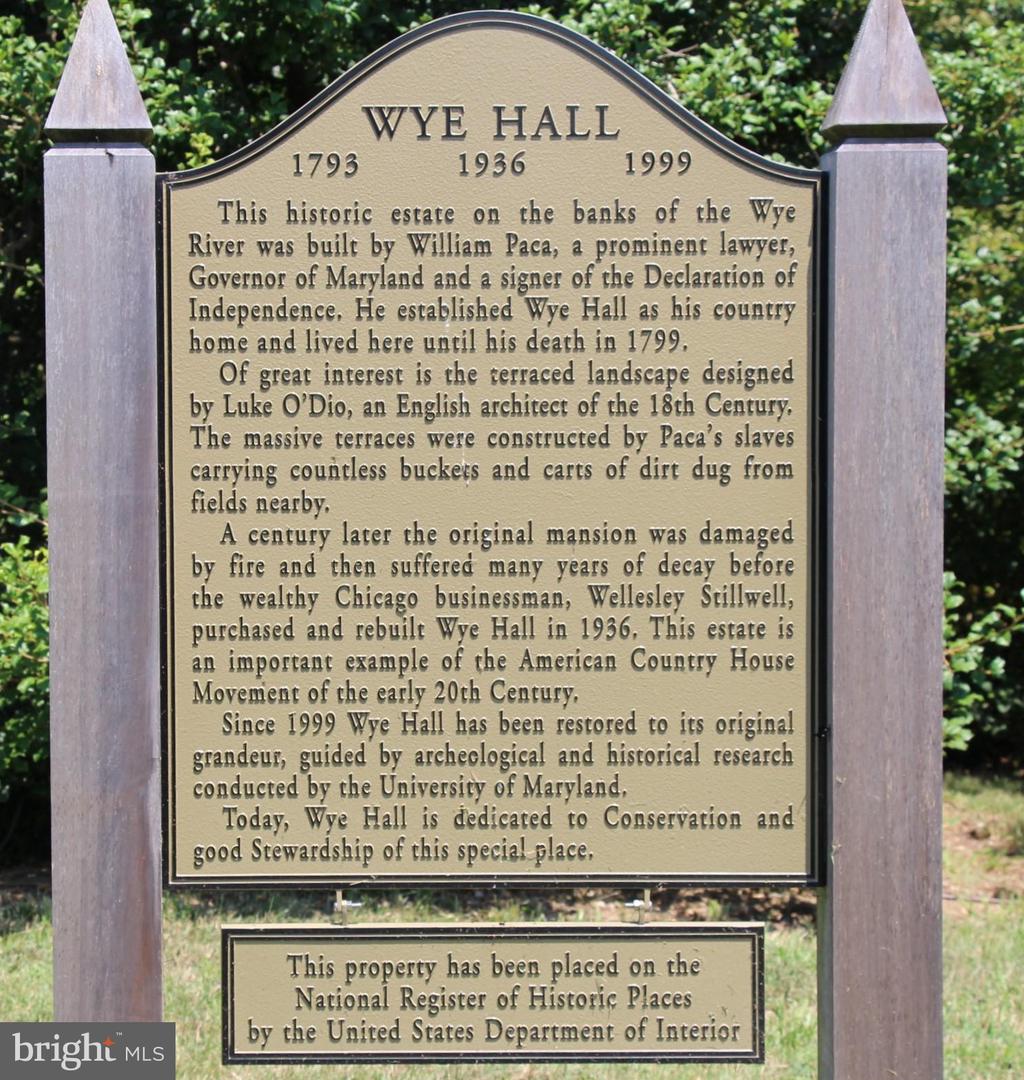 WYE HALL
1793 1936 1999
This historic estate on the banks of the Wye
River was built by William Paca, a prominent lawyer,
Governor of Maryland and a signer of the Declaration of
Independence. He established Wye Hall as his country
home and lived here until his death in 1799.
Of great interest is the terraced landscape designed
by Luke O'Dio, an English architect of the 18th Century.
The massive terraces were constructed by Paca's slaves
carrying countless buckets and carts of dirt dug from
fields nearby.
A century later the original mansion was damaged
by fire and then suffered many years of decay before
the wealthy Chicago businessman, Wellesley Stillwell,
purchased and rebuilt Wye Hall in 1936. This estate is
an important example of the American Country House
Movement of the early 20th Century.
Since 1999 Wye Hall has been restored to its original
grandeur, guided by archeological and historical research
conducted by the University of Maryland.
Today, Wye Hall is dedicated to Conservation and
good Stewardship of this special place.
This property has been placed on the
National Register of Historic Places
by the United States Department of Interior
bright™ MLS